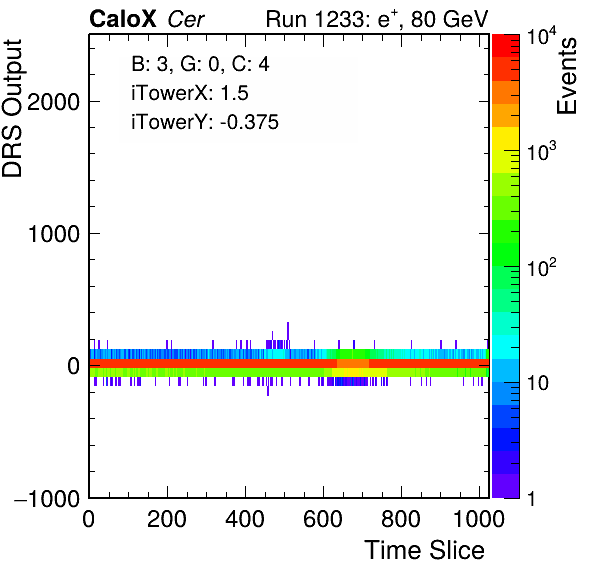 CaloX Cer Run 1233: e+, 80 GeV
B: 3, G: 0, C: 4
iTowerX: 1.5
iTowerY: -0.375
DRS Output
2000
1000
0
−1000
0 200 400 600 800 1000
Time Slice
Events
10^4
10^3
10^2
10
1